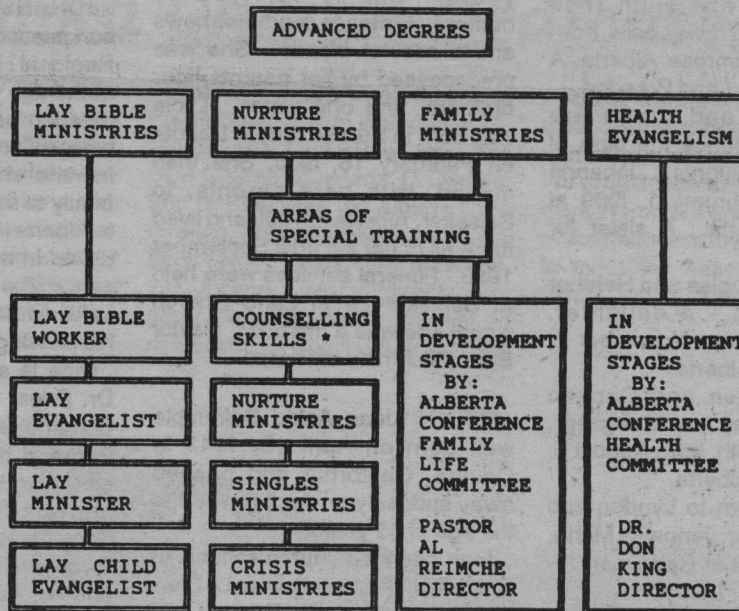 ADVANCED DEGREES
LAY BIBLE
MINISTRIES
NURTURE
MINISTRIES
FAMILY
MINISTRIES
HEALTH
EVANGELISM
AREAS OF
SPECIAL TRAINING
LAY BIBLE
WORKER
LAY
EVANGELIST
LAY
MINISTER
LAY CHILD
EVANGELIST
COUNSELLING
SKILLS *
NURTURE
MINISTRIES
SINGLES
MINISTRIES
CRISIS
MINISTRIES
IN
DEVELOPMENT
STAGES
BY:
ALBERTA
CONFERENCE
FAMILY
LIFE
COMMITTEE
PASTOR
AL
REIMCHE
DIRECTOR
IN
DEVELOPMENT
STAGES
BY:
ALBERTA
CONFERENCE
HEALTH
COMMITTEE
DR.
DON
KING
DIRECTOR